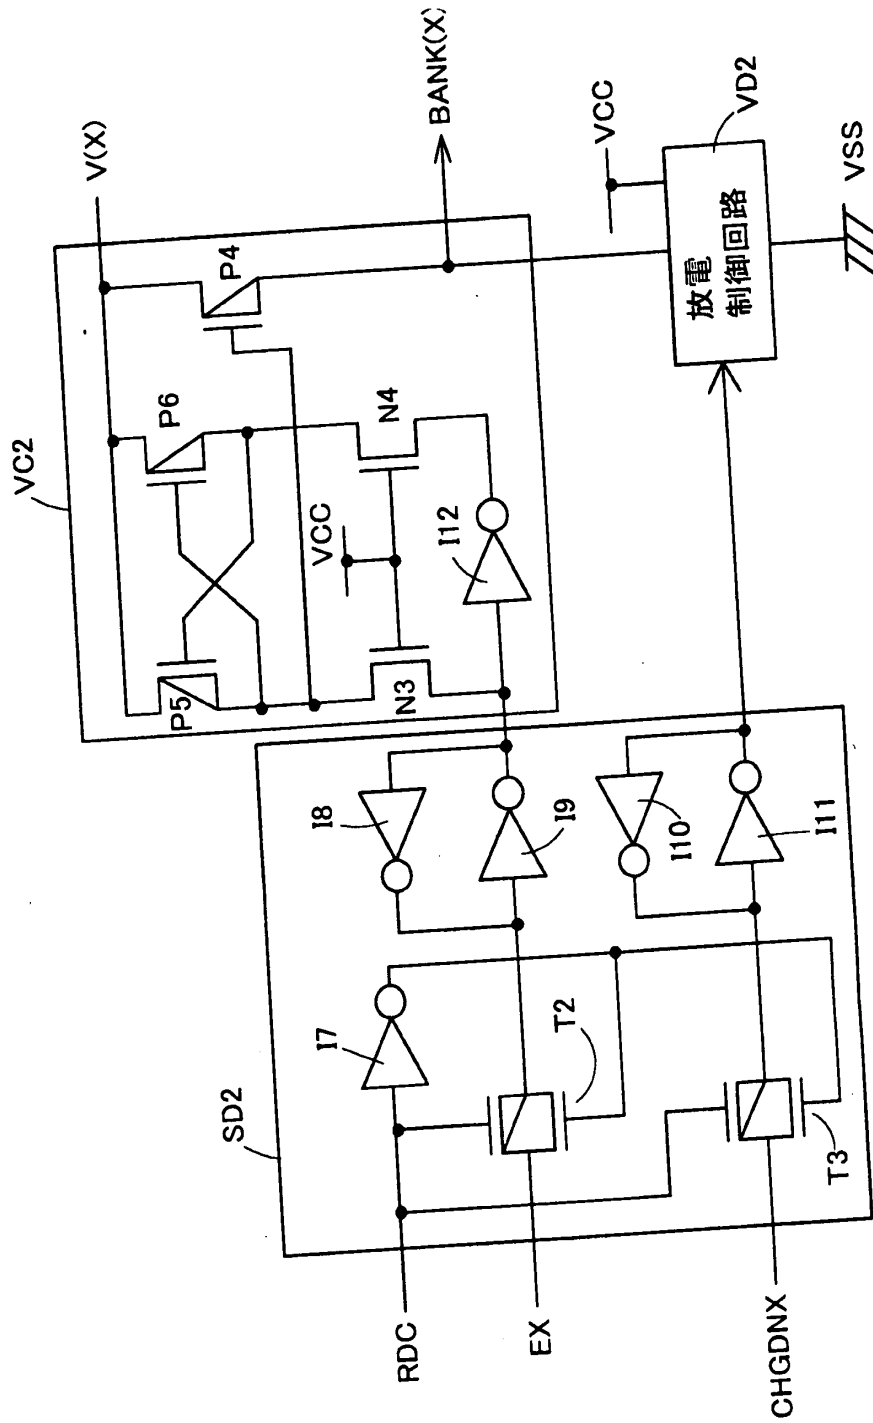 VC2
V(X)
P5
P6
P4
BANK(X)
VCC
N3
N4
I12
VCC
VD2
放電
制御回路
VSS
SD2
I7
I8
I9
I10
I11
T2
T3
RDC
EX
CHGDNX